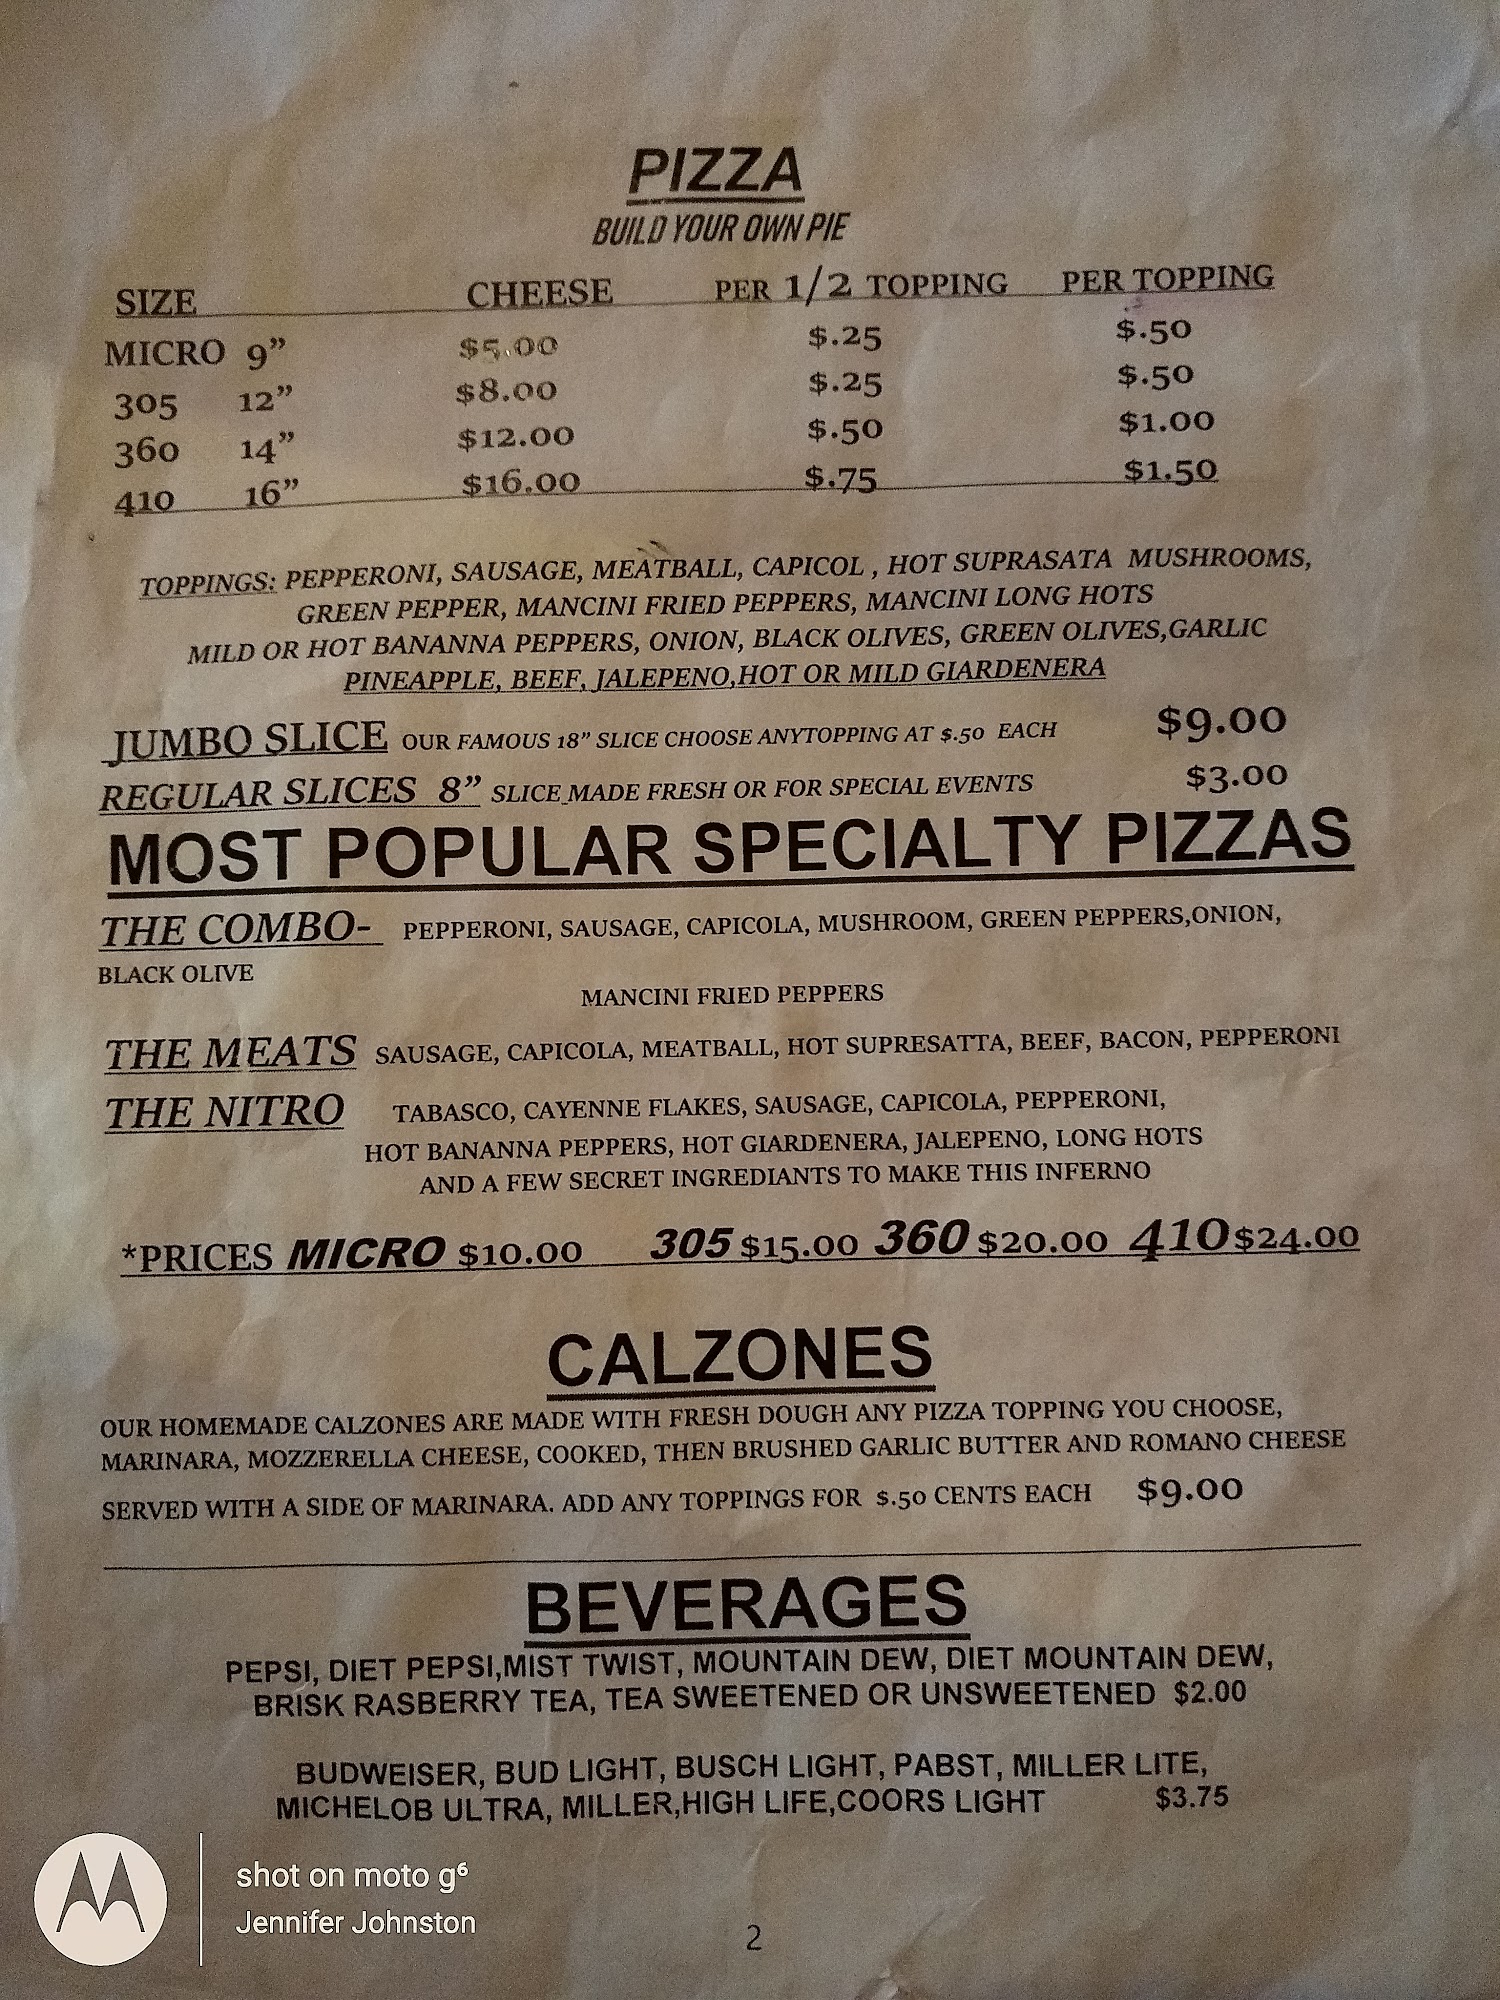 PIZZA
BUILD YOUR OWN PIE
SIZE CHEESE PER 1/2 TOPPING PER TOPPING
MICRO 9” $5.00 $.25 $.50
305 12” $8.00 $.25 $.50
360 14” $12.00 $.50 $1.00
410 16” $16.00 $.75 $1.50
TOPPINGS: PEPPERONI, SAUSAGE, MEATBALL, CAPICOL , HOT SUPRASATA MUSHROOMS,
GREEN PEPPER, MANCINI FRIED PEPPERS, MANCINI LONG HOTS
MILD OR HOT BANANNA PEPPERS, ONION, BLACK OLIVES, GREEN OLIVES,GARLIC
PINEAPPLE, BEEF, JALEPENO,HOT OR MILD GIARDENERA
JUMBO SLICE OUR FAMOUS 18” SLICE CHOOSE ANYTOPPING AT $.50 EACH $9.00
REGULAR SLICES 8” SLICE MADE FRESH OR FOR SPECIAL EVENTS $3.00
MOST POPULAR SPECIALTY PIZZAS
THE COMBO- PEPPERONI, SAUSAGE, CAPICOLA, MUSHROOM, GREEN PEPPERS,ONION,
BLACK OLIVE
MANCINI FRIED PEPPERS
THE MEATS SAUSAGE, CAPICOLA, MEATBALL, HOT SUPRESATTA, BEEF, BACON, PEPPERONI
THE NITRO TABASCO, CAYENNE FLAKES, SAUSAGE, CAPICOLA, PEPPERONI,
HOT BANANNA PEPPERS, HOT GIARDENERA, JALEPENO, LONG HOTS
AND A FEW SECRET INGREDIANTS TO MAKE THIS INFERNO
*PRICES MICRO $10.00 305 $15.00 360 $20.00 410 $24.00
CALZONES
OUR HOMEMADE CALZONES ARE MADE WITH FRESH DOUGH ANY PIZZA TOPPING YOU CHOOSE,
MARINARA, MOZZERELLA CHEESE, COOKED, THEN BRUSHED GARLIC BUTTER AND ROMANO CHEESE
SERVED WITH A SIDE OF MARINARA. ADD ANY TOPPINGS FOR $.50 CENTS EACH $9.00
BEVERAGES
PEPSI, DIET PEPSI,MIST TWIST, MOUNTAIN DEW, DIET MOUNTAIN DEW,
BRISK RASBERRY TEA, TEA SWEETENED OR UNSWEETENED $2.00
BUDWEISER, BUD LIGHT, BUSCH LIGHT, PABST, MILLER LITE,
MICHELOB ULTRA, MILLER,HIGH LIFE,COORS LIGHT $3.75
shot on moto g⁶
Jennifer Johnston
2